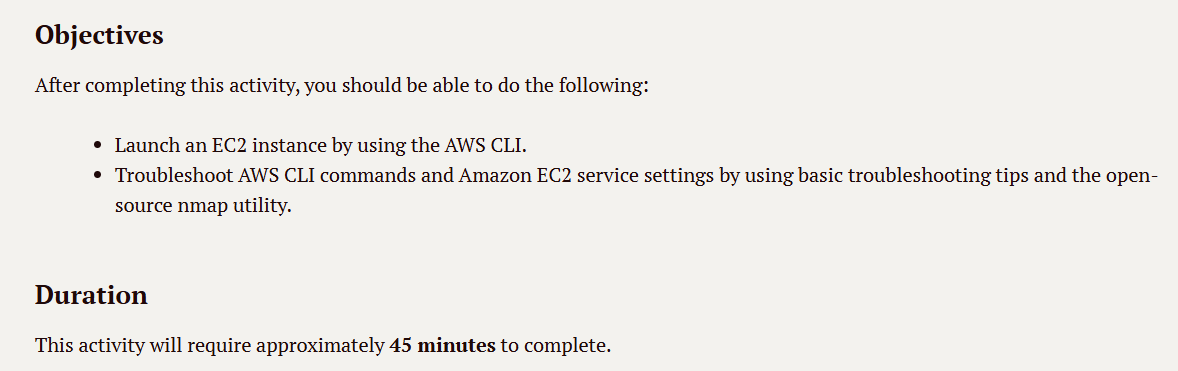 Objectives
After completing this activity, you should be able to do the following:
• Launch an EC2 instance by using the AWS CLI.
• Troubleshoot AWS CLI commands and Amazon EC2 service settings by using basic troubleshooting tips and the open-
source nmap utility.
Duration
This activity will require approximately 45 minutes to complete.